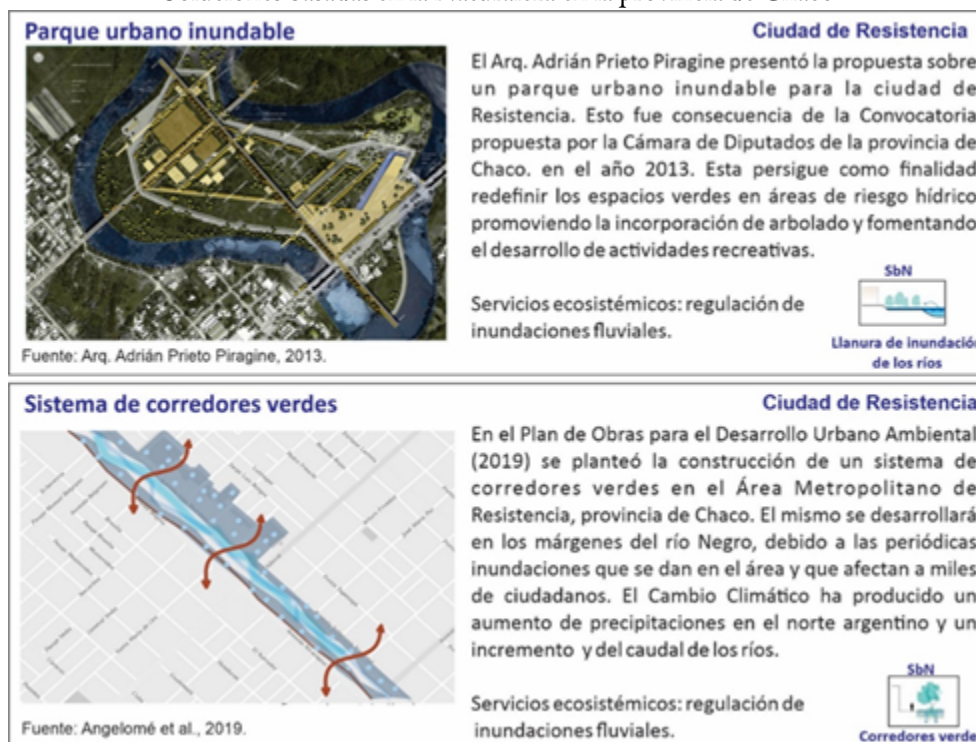 Parque urbano inundable
Ciudad de Resistencia
El Arq. Adrián Prieto Piragine presentó la propuesta sobre
un parque urbano inundable para la ciudad de
Resistencia. Esto fue consecuencia de la Convocatoria
propuesta por la Cámara de Diputados de la provincia de
Chaco. en el año 2013. Esta persigue como finalidad
redefinir los espacios verdes en áreas de riesgo hídrico
promoviendo la incorporación de arbolado y fomentando
el desarrollo de actividades recreativas.
Servicios ecosistémicos: regulación de
inundaciones fluviales.
SbN
Llanura de inundación
de los ríos
Fuente: Arq. Adrián Prieto Piragine, 2013.
Sistema de corredores verdes
Ciudad de Resistencia
En el Plan de Obras para el Desarrollo Urbano Ambiental
(2019) se planteó la construcción de un sistema de
corredores verdes en el Área Metropolitano de
Resistencia, provincia de Chaco. El mismo se desarrollará
en los márgenes del río Negro, debido a las periódicas
inundaciones que se dan en el área y que afectan a miles
de ciudadanos. El Cambio Climático ha producido un
aumento de precipitaciones en el norte argentino y un
incremento y del caudal de los ríos.
Servicios ecosistémicos: regulación de
inundaciones fluviales.
SbN
Corredores verde
Fuente: Angelomé et al., 2019.